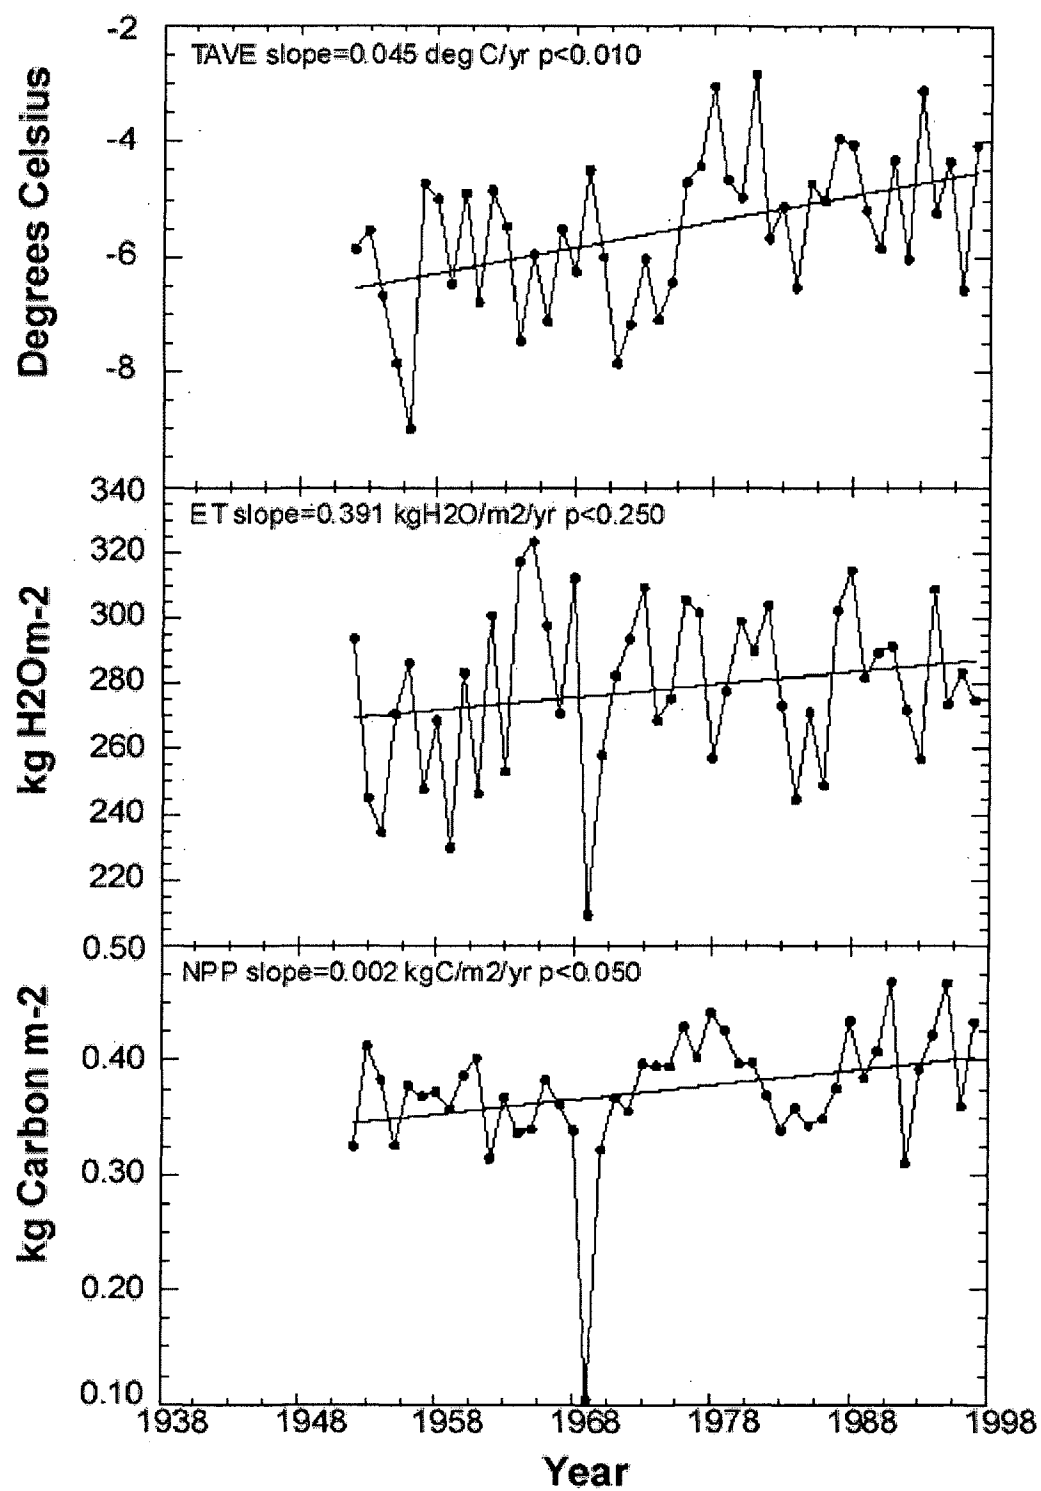 -2
TAVE slope=0.045 deg C/yr p<0.010
-4
-6
-8
Degrees Celsius
340
ET slope=0.391 kgH2O/m2/yr p<0.250
320
300
280
260
240
220
kg H2Om-2
0.50
NPP slope=0.002 kgC/m2/yr p<0.050
0.40
0.30
0.20
0.10
kg Carbon m-2
1938 1948 1958 1968 1978 1988 1998
Year